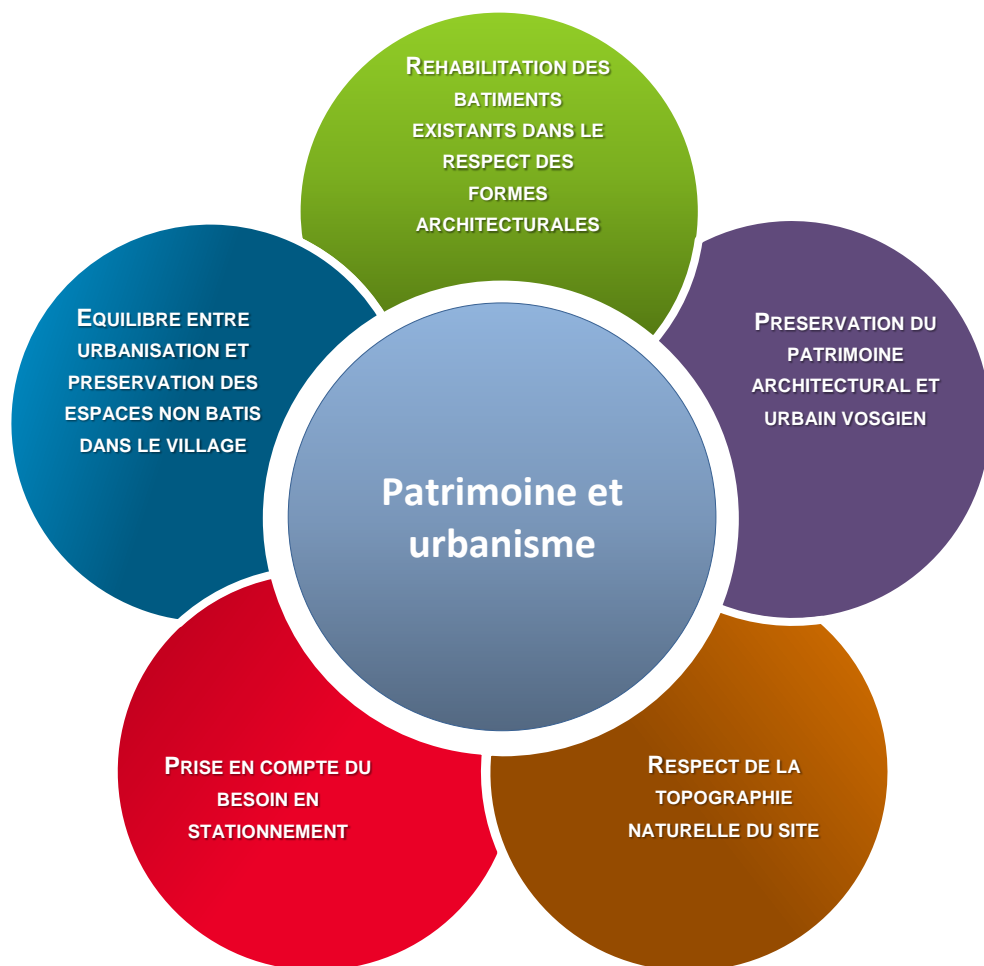 REHABILITATION DES
BATIMENTS
EXISTANTS DANS LE
RESPECT DES
FORMES
ARCHITECTURALES
PRESERVATION DU
PATRIMOINE
ARCHITECTURAL ET
URBAIN VOSGIEN
RESPECT DE LA
TOPOGRAPHIE
NATURELLE DU SITE
PRISE EN COMPTE DU
BESOIN EN
STATIONNEMENT
EQUILIBRE ENTRE
URBANISATION ET
PRESERVATION DES
ESPACES NON BATIS
DANS LE VILLAGE
Patrimoine et
urbanisme